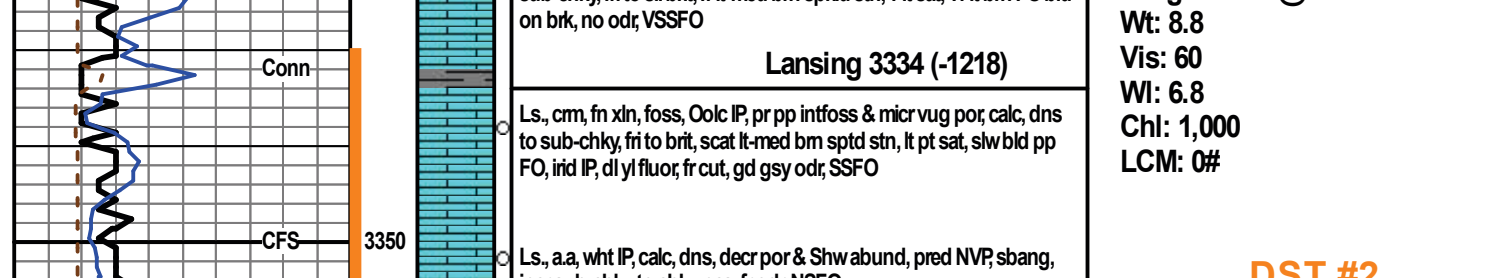 on brk, no odr, VSSFO
Lansing 3334 (-1218)
Conn
Ls., crm, fn xln, foss, Oolc IP, pr pp intfoss & micr vug por, calc, dns
to sub-chky, fri to brit, scat lt-med brn sptd stn, lt pt sat, slw bld pp
FO, irid IP, dl yl fluor, fr cut, gd gsy odr, SSFO
CFS
3350
Ls., a.a, wht IP, calc, dns, decr por & Shw abund, pred NVP, sbang,
Wt: 8.8
Vis: 60
Wl: 6.8
Chl: 1,000
LCM: 0#
DST #2